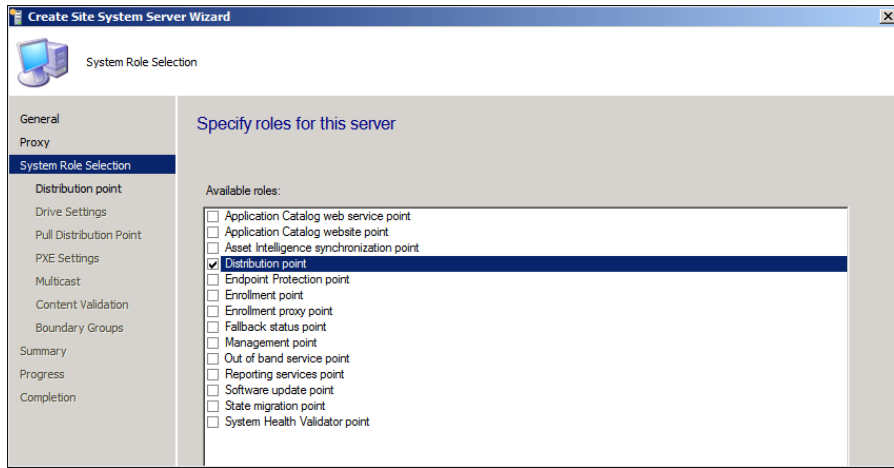 Create Site System Server Wizard
System Role Selection
General
Proxy
System Role Selection
Distribution point
Drive Settings
Pull Distribution Point
PXE Settings
Multicast
Content Validation
Boundary Groups
Summary
Progress
Completion
Specify roles for this server
Available roles:
Application Catalog web service point
Application Catalog website point
Asset Intelligence synchronization point
Distribution point
Endpoint Protection point
Enrollment point
Enrollment proxy point
Fallback status point
Management point
Out of band service point
Reporting services point
Software update point
State migration point
System Health Validator point